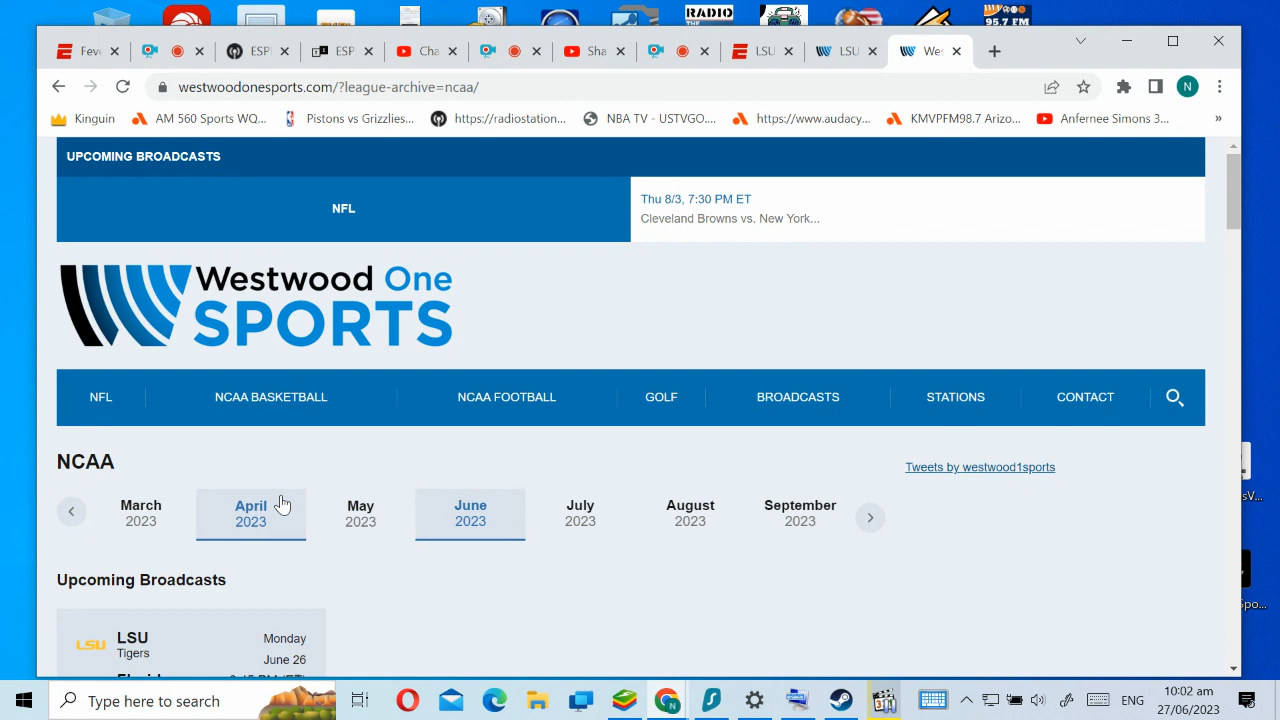 RADIO
95.7 FM
Feve
ESPI
ESP
Cha
Sha
LSU
LSU
Wes
westwoodonesports.com/?league-archive=ncaa/
N
Kinguin
AM 560 Sports WQ...
Pistons vs Grizzlies...
https://radiostation...
NBA TV - USTVGO....
https://www.audacy...
KMVPFM98.7 Arizo...
Anfernee Simons 3...
»
UPCOMING BROADCASTS
NFL
Thu 8/3, 7:30 PM ET
Cleveland Browns vs. New York...
Westwood One
SPORTS
NFL
NCAA BASKETBALL
NCAA FOOTBALL
GOLF
BROADCASTS
STATIONS
CONTACT
NCAA
Tweets by westwood1sports
March
2023
April
2023
May
2023
June
2023
July
2023
August
2023
September
2023
Upcoming Broadcasts
LSU
LSU
Tigers
Monday
June 26
Type here to search
ENG
10:02 am
27/06/2023